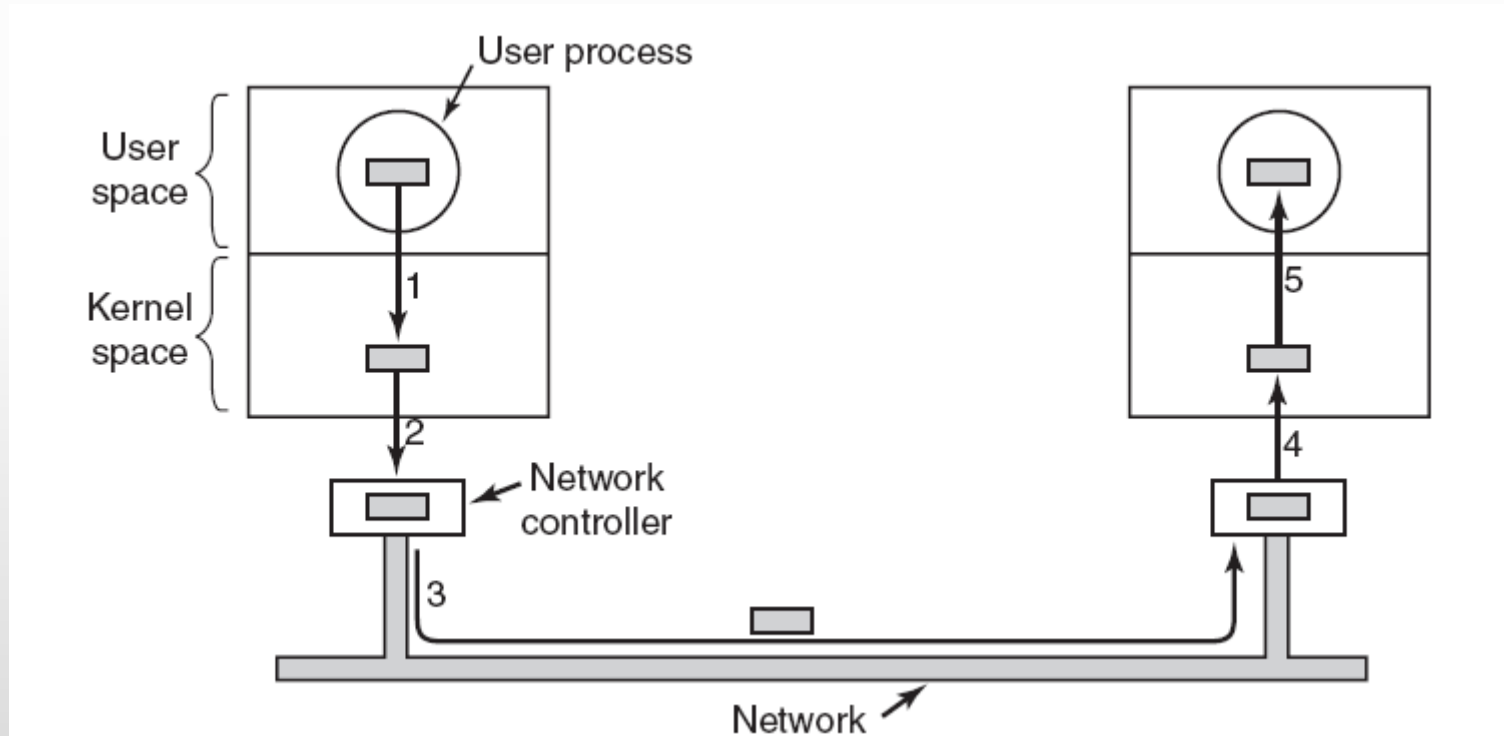 User process
User
space
1
5
Kernel
space
2
4
Network
controller
3
Network